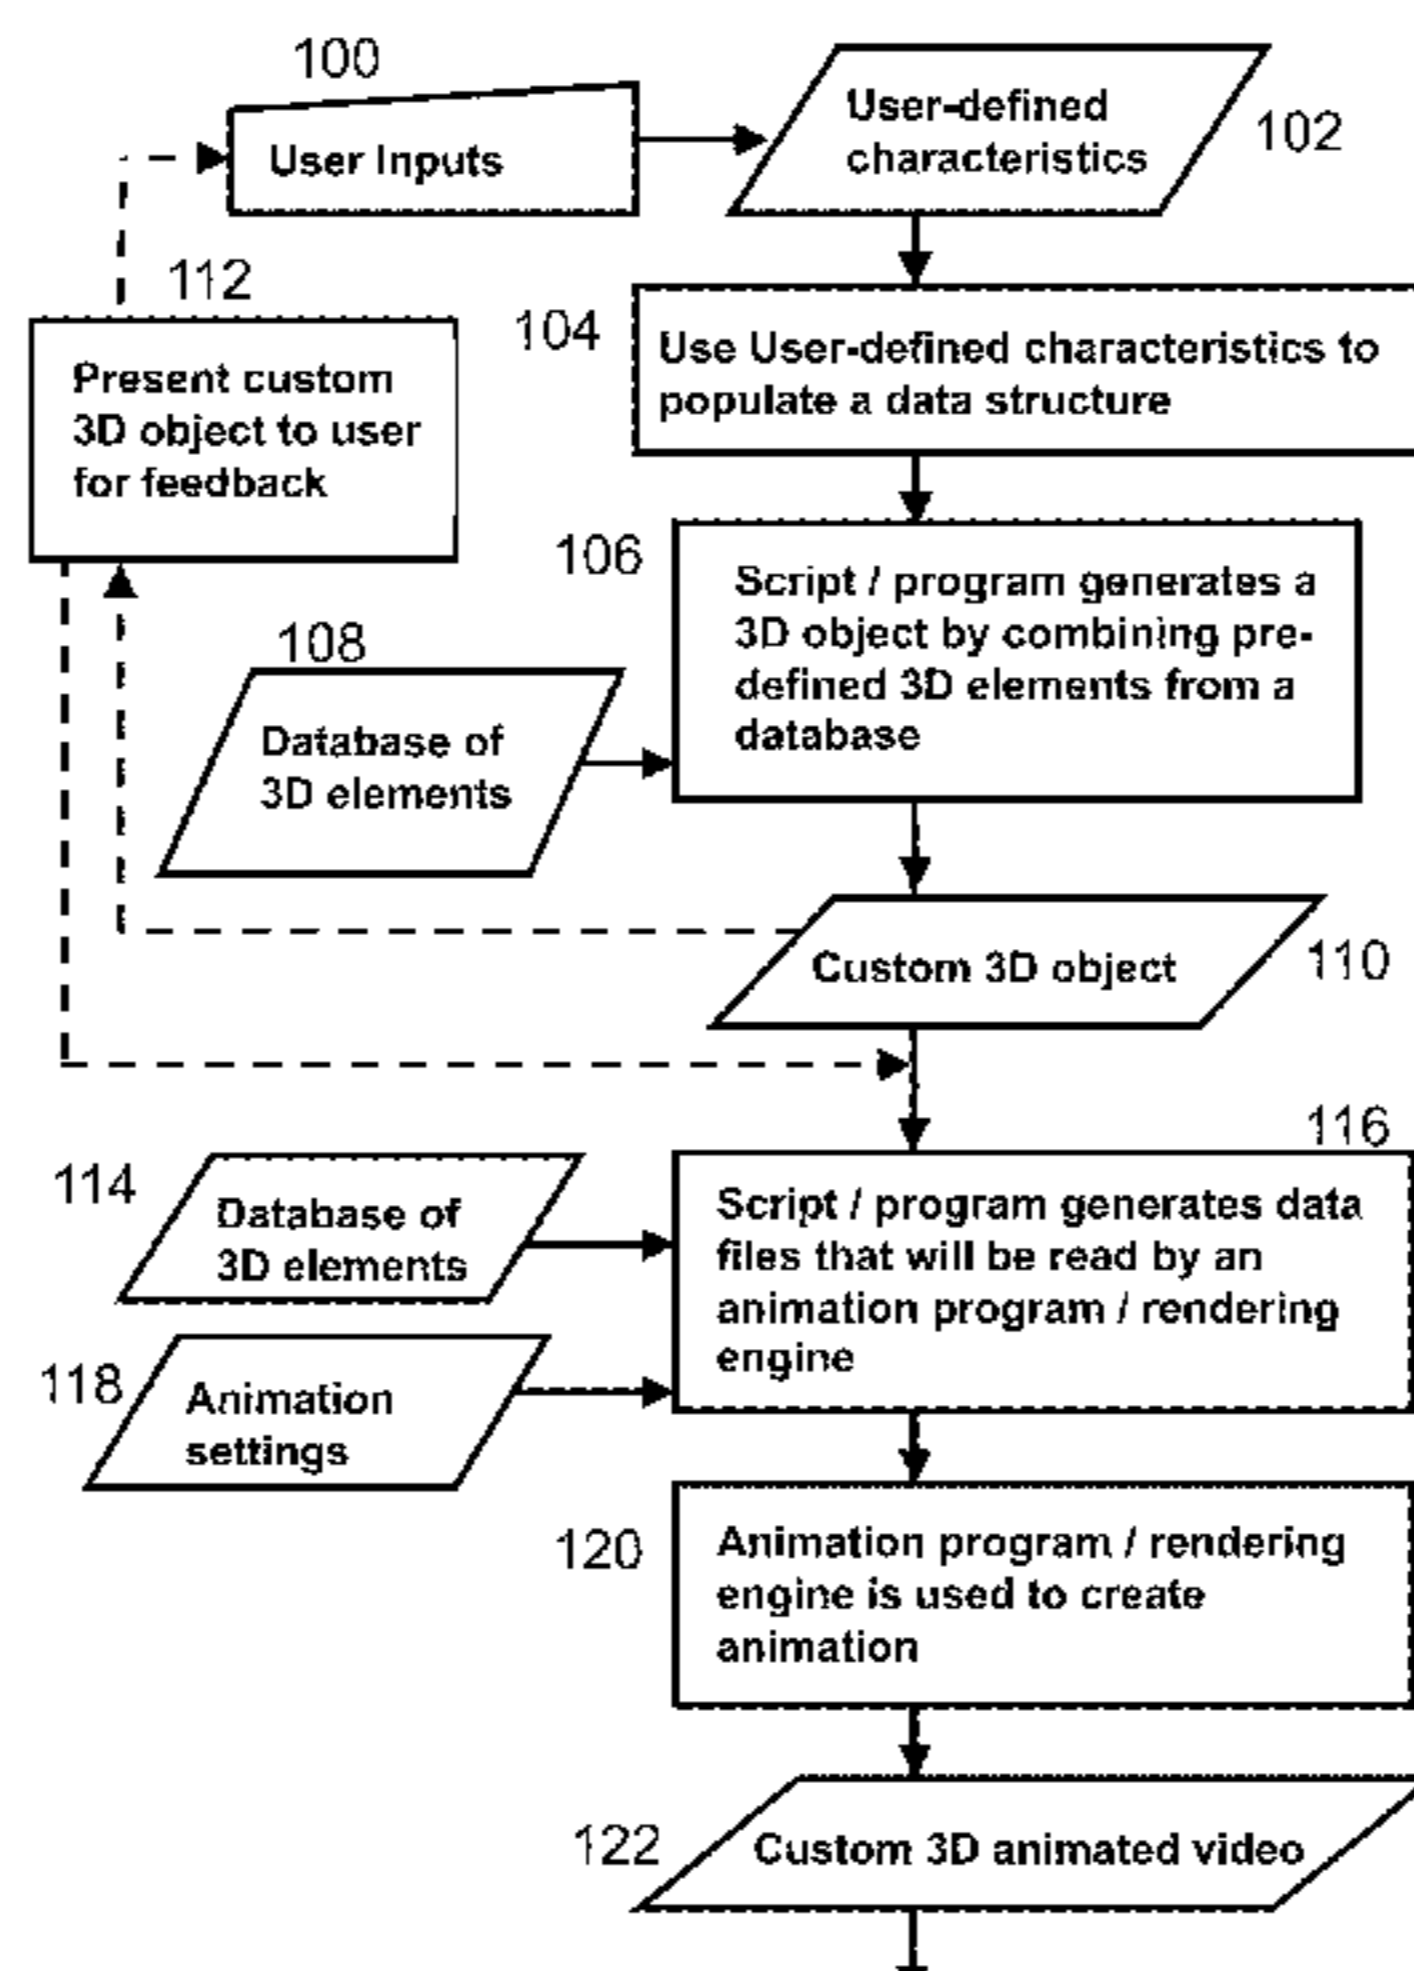 100
User Inputs
User-defined
characteristics
102
112
Present custom
3D object to user
for feedback
104
Use User-defined characteristics to
populate a data structure
106
Script / program generates a
3D object by combining pre-
defined 3D elements from a
database
108
Database of
3D elements
Custom 3D object
110
116
114
Database of
3D elements
Script / program generates data
files that will be read by an
animation program / rendering
engine
118
Animation
settings
120
Animation program / rendering
engine is used to create
animation
122
Custom 3D animated video